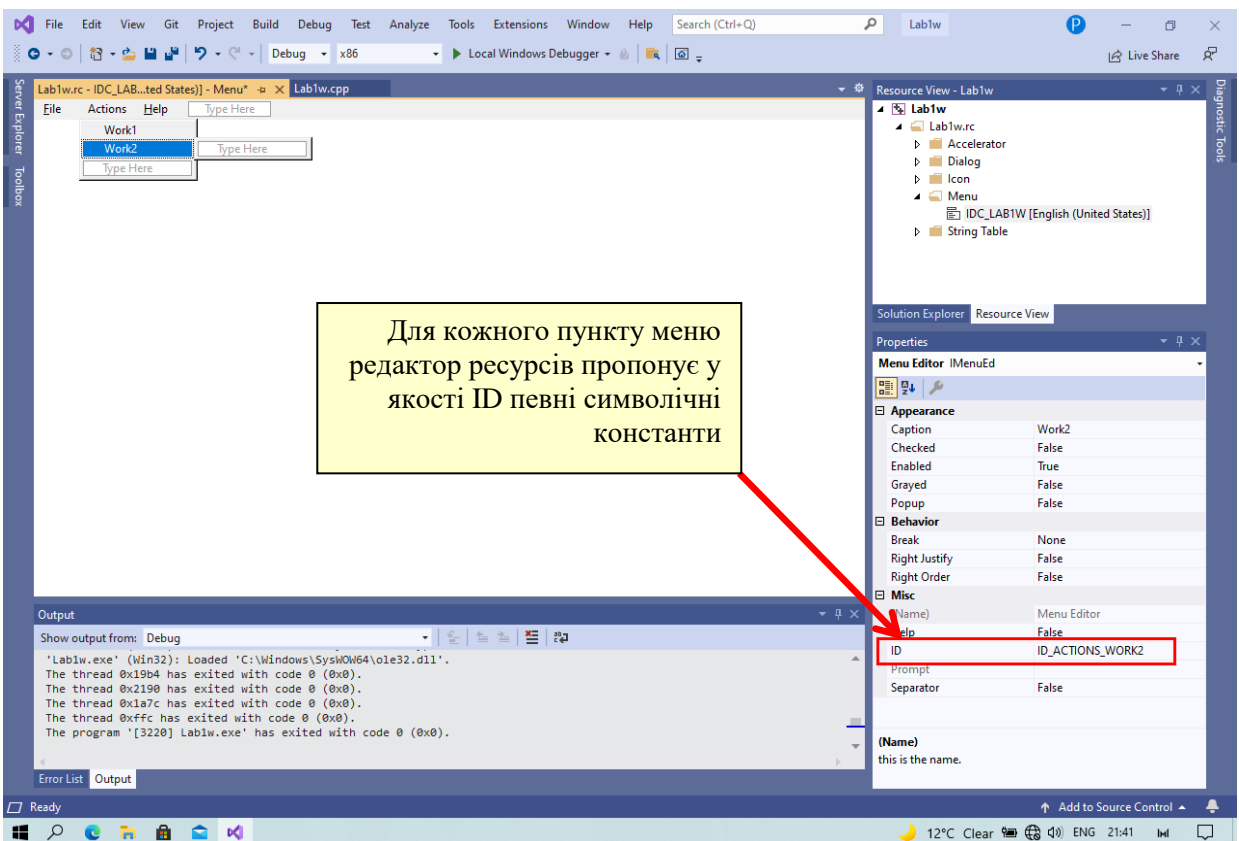 File Edit View Git Project Build Debug Test Analyze Tools Extensions Window Help Search (Ctrl+Q) Lab1w P
Debug x86 Local Windows Debugger Live Share
Server Explorer
Toolbox
Lab1w.rc - IDC_LAB...ted States)] - Menu* Lab1w.cpp
File Actions Help Type Here
Work1
Work2 Type Here
Type Here
Для кожного пункту меню
редактор ресурсів пропонує у
якості ID певні символічні
константи
Output
Show output from: Debug
'Lab1w.exe' (Win32): Loaded 'C:\Windows\SysWOW64\ole32.dll'.
The thread 0x19b4 has exited with code 0 (0x0).
The thread 0x2190 has exited with code 0 (0x0).
The thread 0x1a7c has exited with code 0 (0x0).
The thread 0xffc has exited with code 0 (0x0).
The program '[3220] Lab1w.exe' has exited with code 0 (0x0).
Error List Output
Resource View - Lab1w
Lab1w
Lab1w.rc
Accelerator
Dialog
Icon
Menu
IDC_LAB1W [English (United States)]
String Table
Solution Explorer Resource View
Properties
Menu Editor IMenuEd
Appearance
Caption Work2
Checked False
Enabled True
Grayed False
Popup False
Behavior
Break None
Right Justify False
Right Order False
Misc
(Name) Menu Editor
Help False
ID ID_ACTIONS_WORK2
Prompt
Separator False
(Name)
this is the name.
Diagnostic Tools
Ready Add to Source Control
12°C Clear ENG 21:41